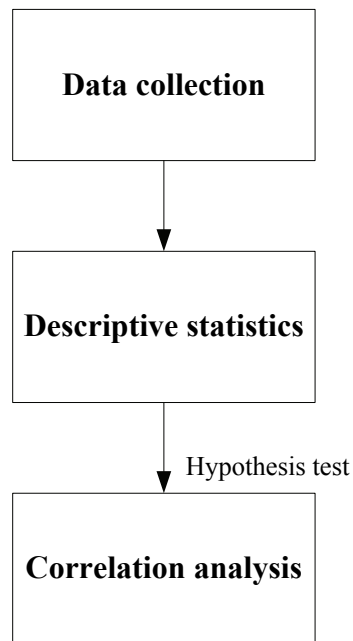 Data collection
Descriptive statistics
Hypothesis test
Correlation analysis